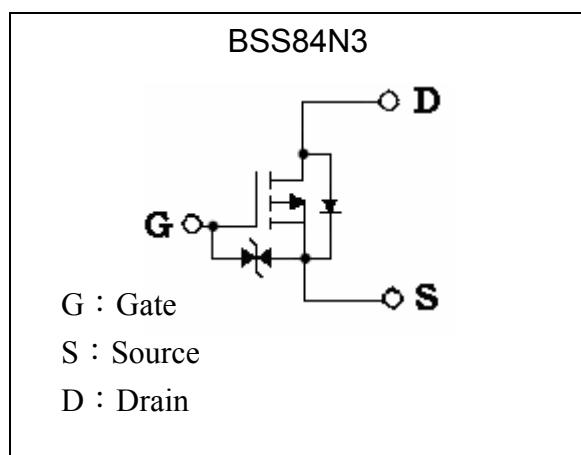 BSS84N3
D
G
S
G：Gate
S：Source
D：Drain